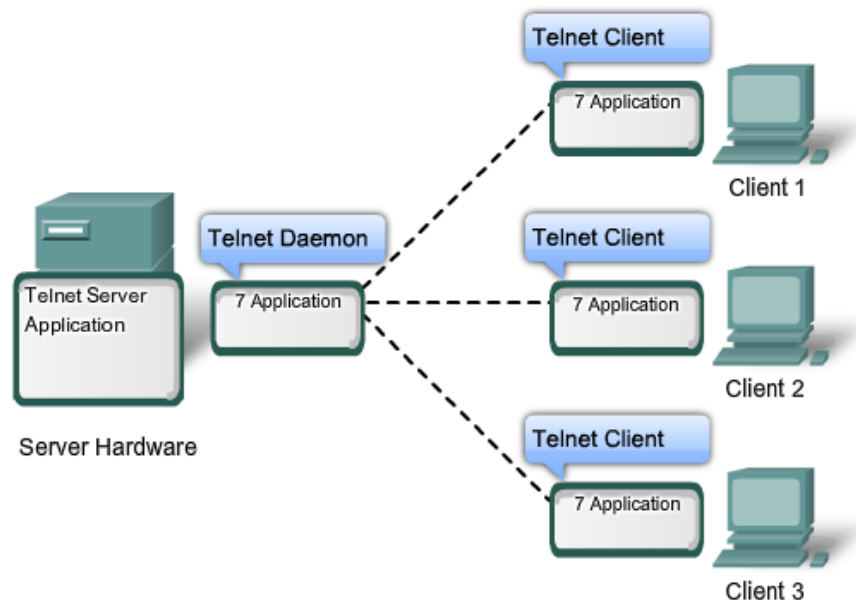 Telnet Client
7 Application
Client 1
Telnet Daemon
Telnet Client
Telnet Server
Application
7 Application
7 Application
Client 2
Server Hardware
Telnet Client
7 Application
Client 3